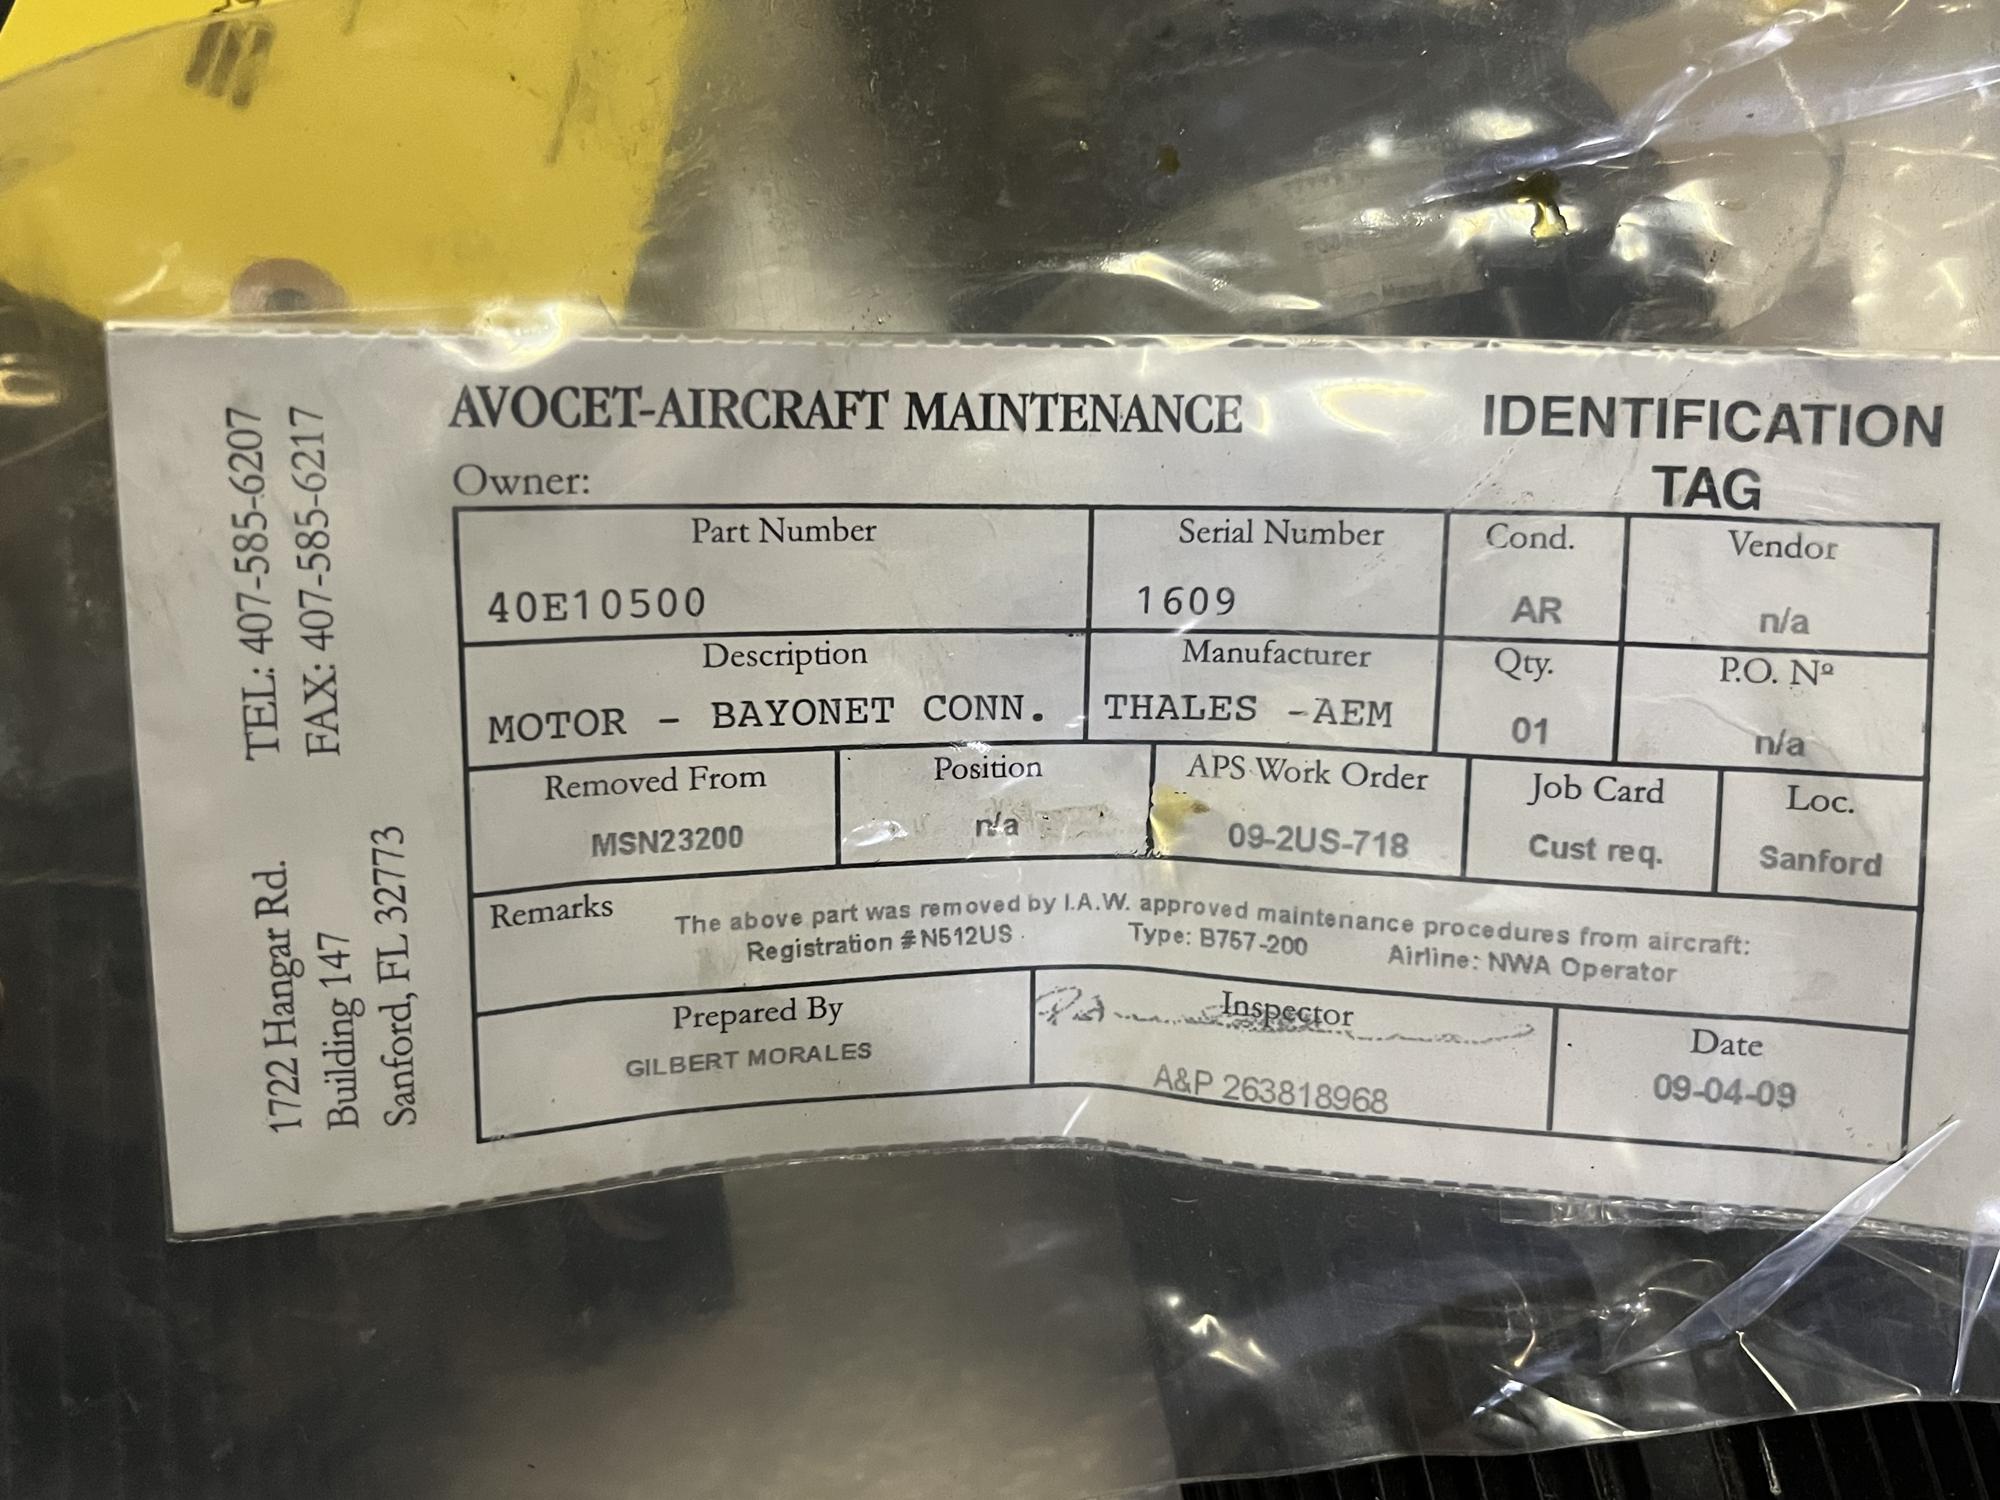 AVOCET-AIRCRAFT MAINTENANCE
IDENTIFICATION
TAG
Owner:
Part Number
40E10500
Serial Number
1609
Cond.
AR
Vendor
n/a
Description
MOTOR - BAYONET CONN.
Manufacturer
THALES -AEM
Qty.
01
P.O. Nº
n/a
Removed From
MSN23200
Position
n/a
APS Work Order
09-2US-718
Job Card
Cust req.
Loc.
Sanford
Remarks
The above part was removed by I.A.W. approved maintenance procedures from aircraft:
Registration # N512US Type: B757-200 Airline: NWA Operator
Prepared By
GILBERT MORALES
Inspector
A&P 263818968
Date
09-04-09
TEL: 407-585-6207
FAX: 407-585-6217
1722 Hangar Rd.
Building 147
Sanford, FL 32773